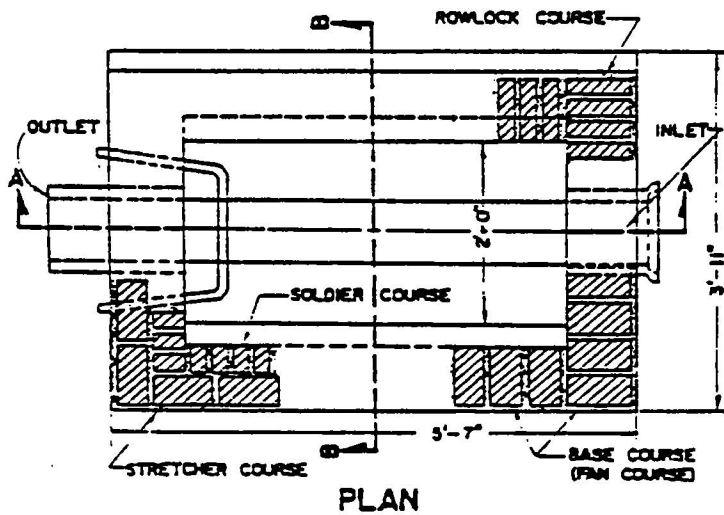 B
ROWLOCK COURSE
OUTLET
INLET
A
A
2'-0"
3'-11"
SOLDIER COURSE
5'-7"
B
STRETCHER COURSE
BASE COURSE
(FAN COURSE)
PLAN